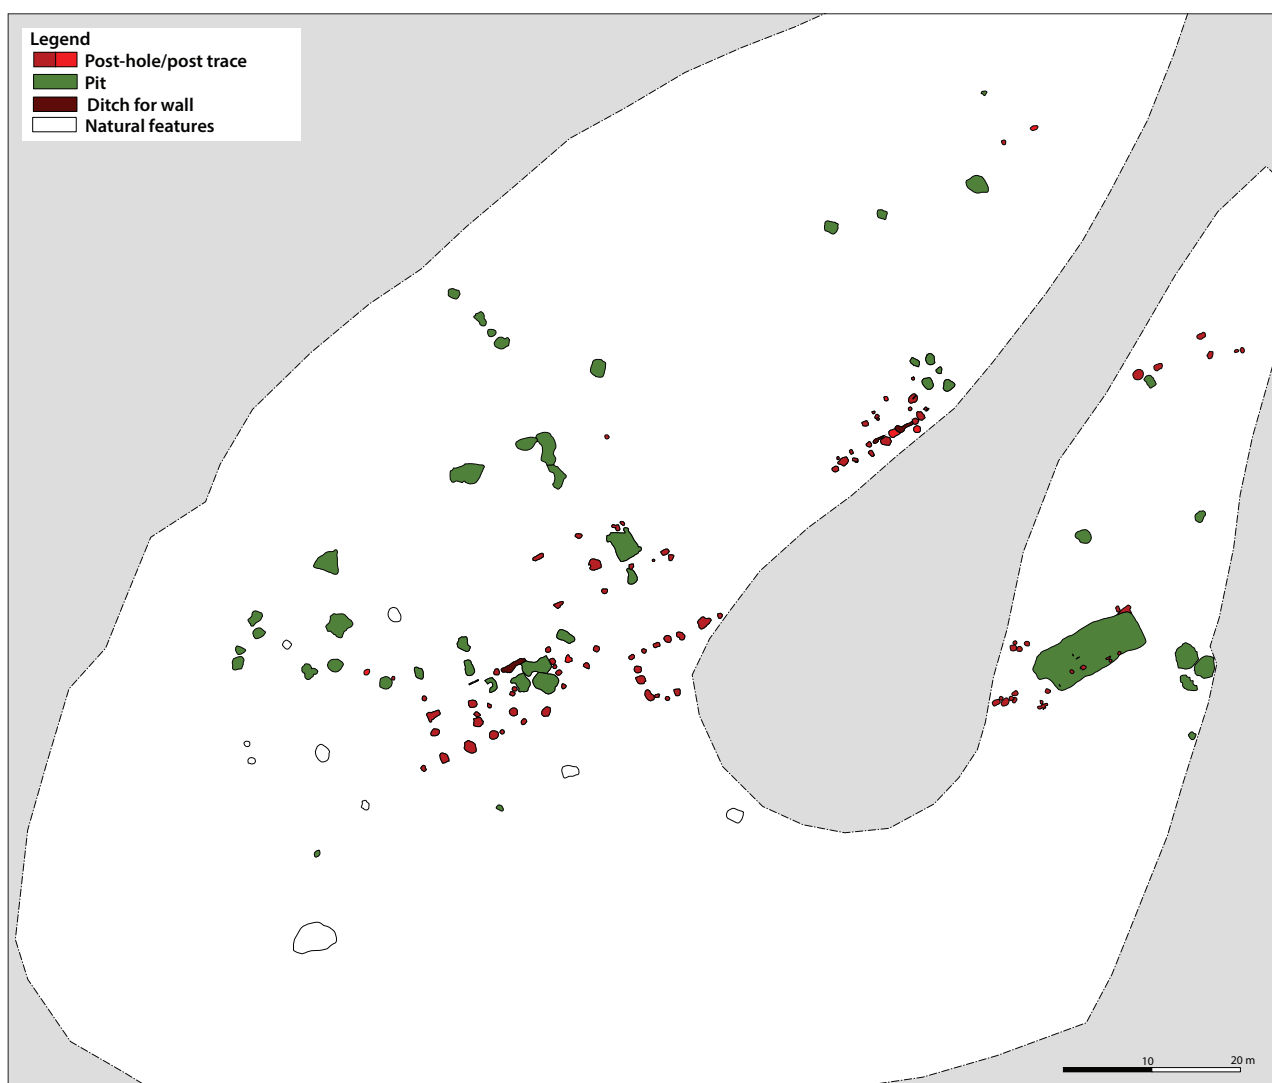 Legend
Post-hole/post trace
Pit
Ditch for wall
Natural features
10 20 m